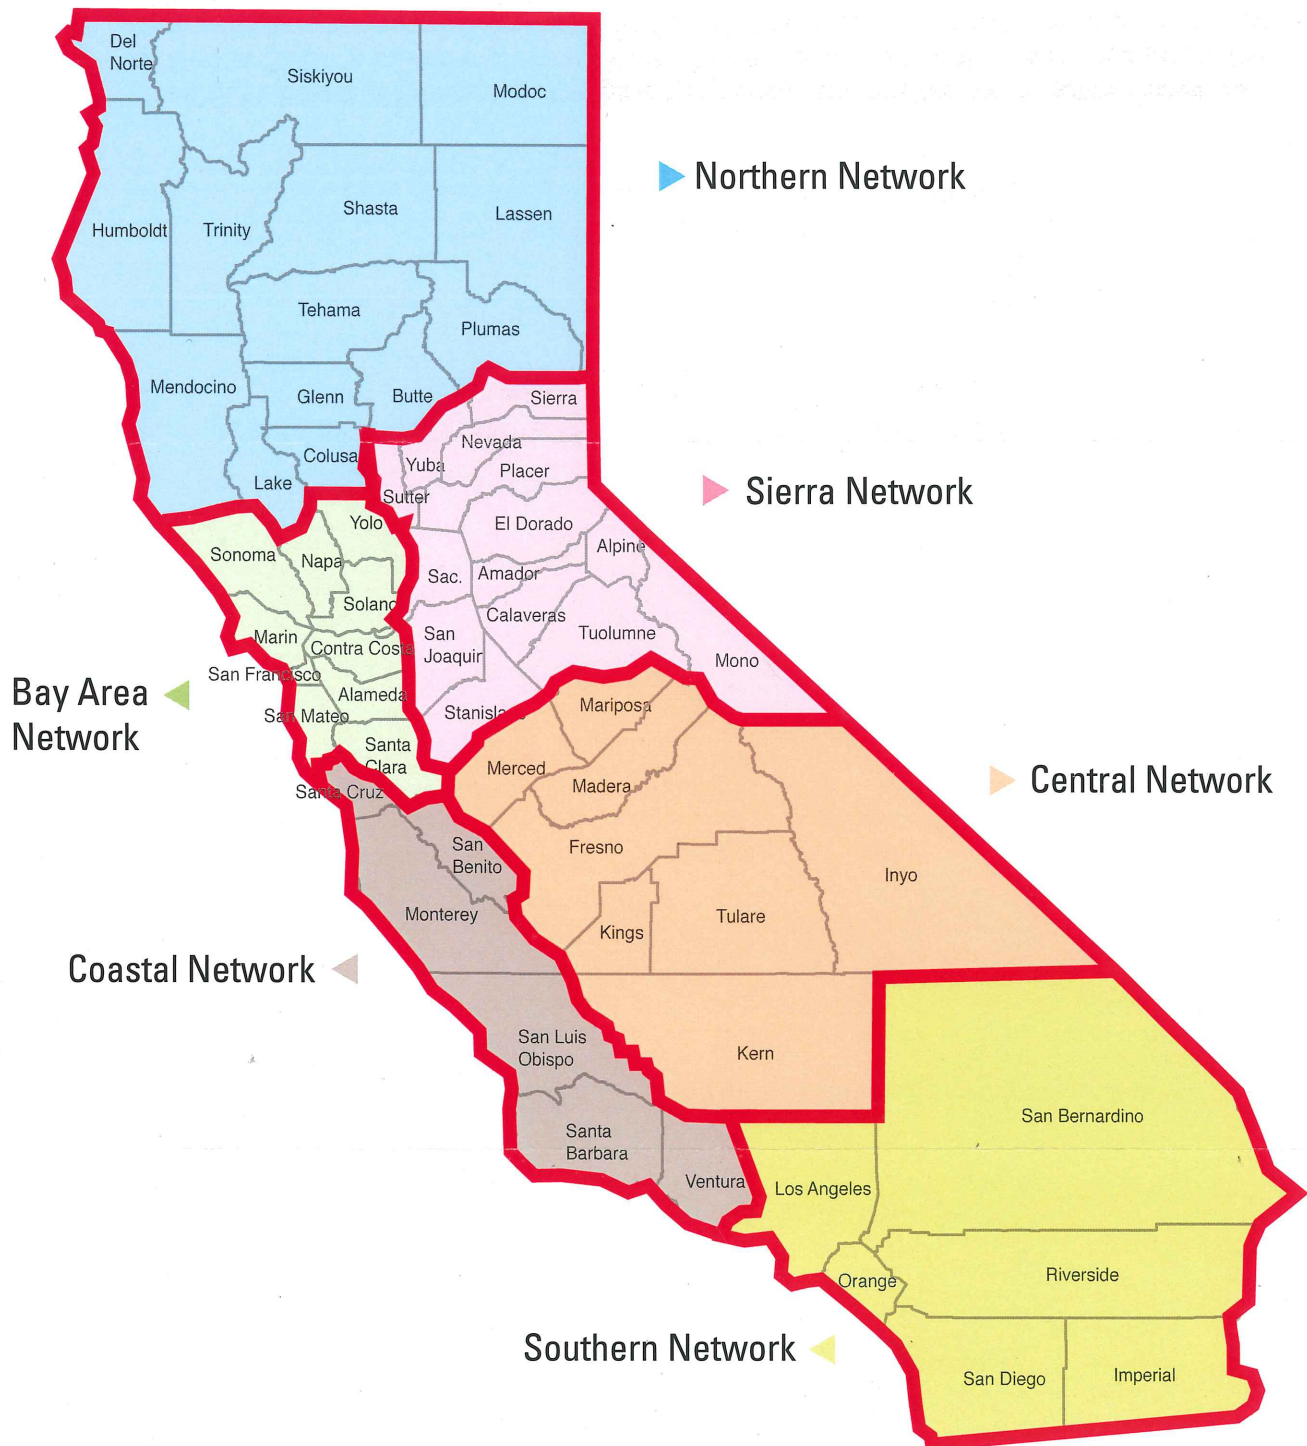 Del
Norte
Siskiyou
Modoc
Northern Network
Humboldt
Trinity
Shasta
Lassen
Tehama
Plumas
Mendocino
Glenn
Butte
Sierra
Colusa
Nevada
Yuba
Placer
Lake
Sutter
Sierra Network
Yolo
El Dorado
Sonoma
Napa
Alpine
Sac.
Amador
Solano
Calaveras
Marin
Contra Costa
San
Joaquin
Tuolumne
Mono
San Francisco
Bay Area
Network
Alameda
San Mateo
Stanislaus
Mariposa
Santa
Clara
Merced
Madera
Central Network
Santa Cruz
San
Benito
Fresno
Inyo
Monterey
Kings
Tulare
Coastal Network
San Luis
Obispo
Kern
San Bernardino
Santa
Barbara
Ventura
Los Angeles
Orange
Riverside
Southern Network
San Diego
Imperial